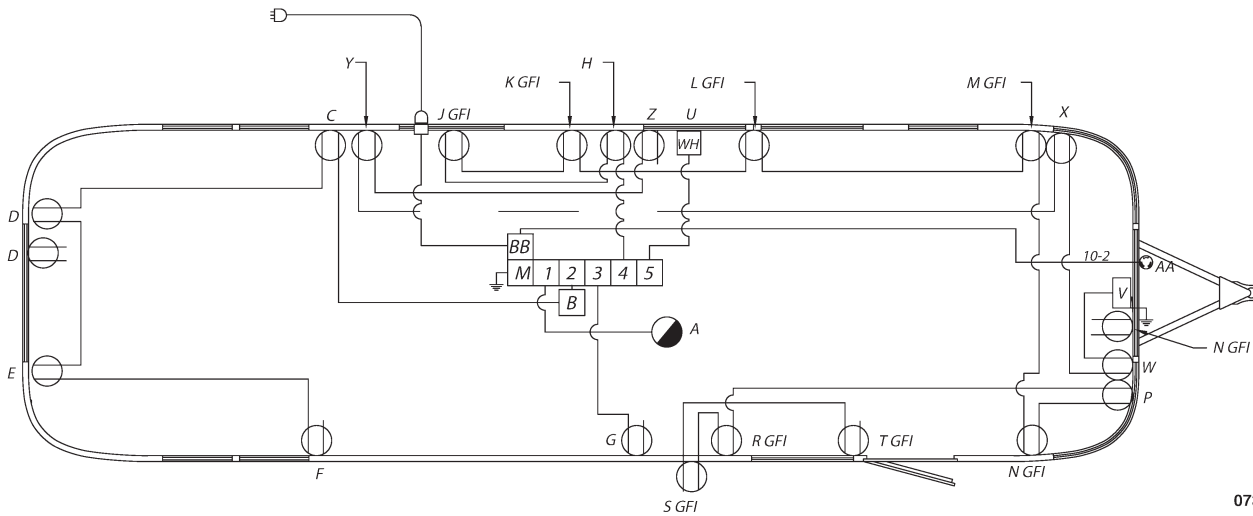 Y
K GFI
H
L GFI
M GFI
C
J GFI
Z
U
X
WH
D
D
BB
10-2
AA
M 1 2 3 4 5
B
V
A
N GFI
E
W
P
G
R GFI
T GFI
F
N GFI
S GFI